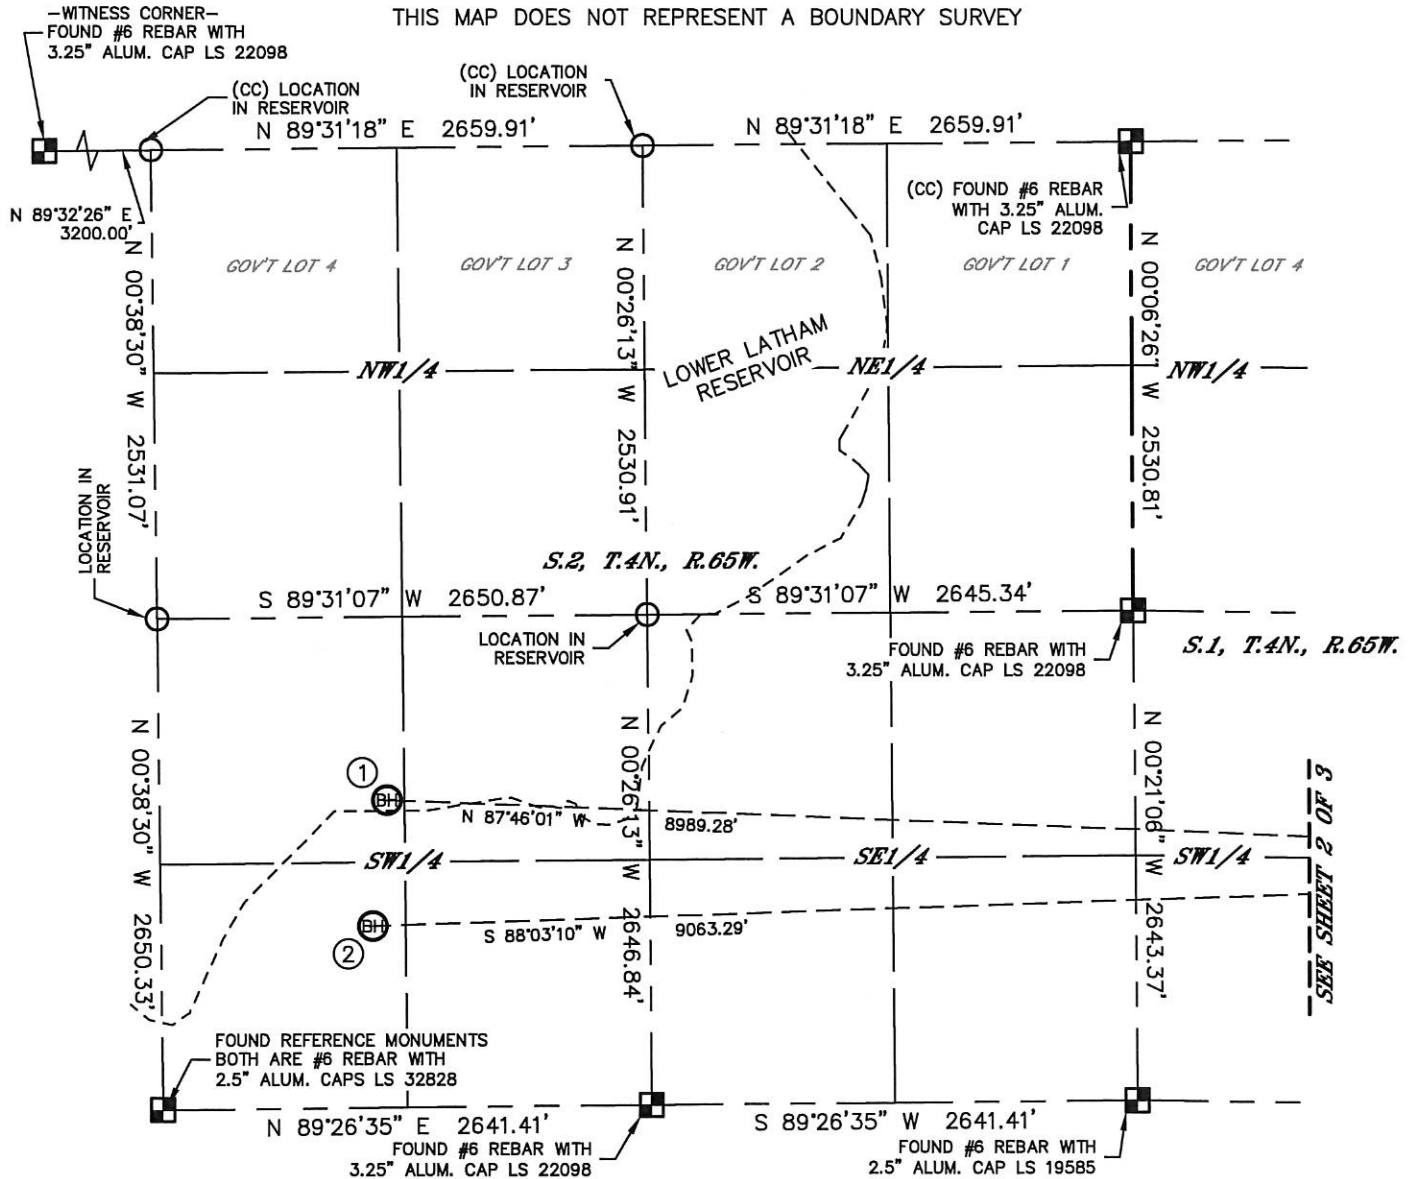 THIS MAP DOES NOT REPRESENT A BOUNDARY SURVEY
-WITNESS CORNER-
FOUND #6 REBAR WITH
3.25" ALUM. CAP LS 22098
(CC) LOCATION
IN RESERVOIR
(CC) LOCATION
IN RESERVOIR
N 89°31'18" E 2659.91'
N 89°31'18" E 2659.91'
N 89°32'26" E
3200.00'
(CC) FOUND #6 REBAR
WITH 3.25" ALUM.
CAP LS 22098
GOV'T LOT 4
GOV'T LOT 3
GOV'T LOT 2
GOV'T LOT 1
GOV'T LOT 4
N 00°38'30" W 2531.07'
N 00°26'13" W 2530.91'
N 00°06'26" W 2530.81'
LOWER LATHAM
RESERVOIR
NW1/4
NE1/4
NW1/4
LOCATION IN
RESERVOIR
S.2, T.4N., R.65W.
S 89°31'07" W 2650.87'
S 89°31'07" W 2645.34'
LOCATION IN
RESERVOIR
FOUND #6 REBAR WITH
3.25" ALUM. CAP LS 22098
S.1, T.4N., R.65W.
N 00°38'30" W 2650.33'
N 00°26'13" W 2646.84'
N 00°21'06" W 2643.37'
1
BH
N 87°46'01" W 8989.28'
SW1/4
SE1/4
SW1/4
BH
2
S 88°03'10" W 9063.29'
SEE SHEET 2 OF 3
FOUND REFERENCE MONUMENTS
BOTH ARE #6 REBAR WITH
2.5" ALUM. CAPS LS 32828
N 89°26'35" E 2641.41'
S 89°26'35" W 2641.41'
FOUND #6 REBAR WITH
3.25" ALUM. CAP LS 22098
FOUND #6 REBAR WITH
2.5" ALUM. CAP LS 19585